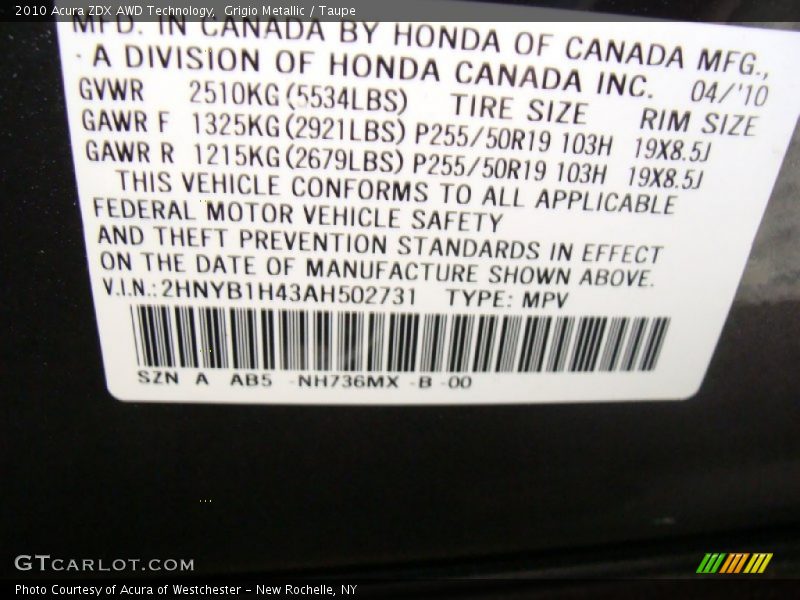 2010 Acura ZDX AWD Technology, Grigio Metallic / Taupe
MFD. IN CANADA BY HONDA OF CANADA MFG.,
A DIVISION OF HONDA CANADA INC. 04/'10
GVWR 2510KG(5534LBS) TIRE SIZE RIM SIZE
GAWR F 1325KG(2921LBS) P255/50R19 103H 19X8.5J
GAWR R 1215KG(2679LBS) P255/50R19 103H 19X8.5J
THIS VEHICLE CONFORMS TO ALL APPLICABLE
FEDERAL MOTOR VEHICLE SAFETY
AND THEFT PREVENTION STANDARDS IN EFFECT
ON THE DATE OF MANUFACTURE SHOWN ABOVE.
V.I.N.: 2HNYB1H43AH502731 TYPE: MPV
SZN A AB5 -NH736MX -B -00
GTCARLOT.COM
Photo Courtesy of Acura of Westchester - New Rochelle, NY